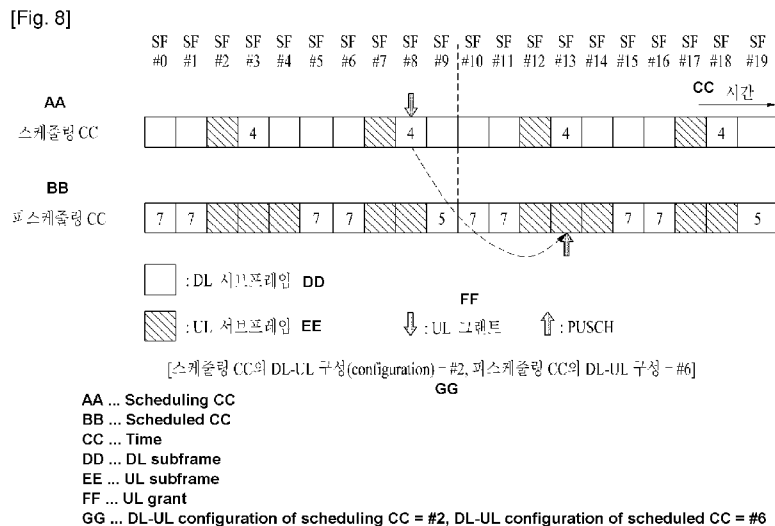 [Fig. 8]
SF SF SF SF SF SF SF SF SF SF SF SF SF SF SF SF SF SF SF SF
#0 #1 #2 #3 #4 #5 #6 #7 #8 #9 #10 #11 #12 #13 #14 #15 #16 #17 #18 #19
AA
CC 시간
스케줄링 CC
4 4 4 4
BB
피스케줄링 CC
7 7 7 7 5 7 7 7 7 5
: DL 서브프레임 DD
FF
: UL 서브프레임 EE
: UL 그랜트
: PUSCH
[스케줄링 CC의 DL-UL 구성(configuration) = #2, 피스케줄링 CC의 DL-UL 구성 = #6]
GG
AA ... Scheduling CC
BB ... Scheduled CC
CC ... Time
DD ... DL subframe
EE ... UL subframe
FF ... UL grant
GG ... DL-UL configuration of scheduling CC = #2, DL-UL configuration of scheduled CC = #6